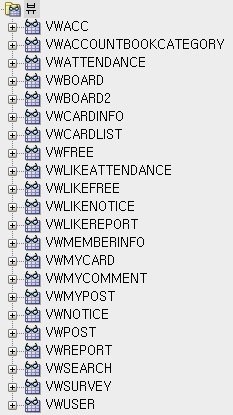 뷰
VWACC
VWACCOUNTBOOKCATEGORY
VWATTENDANCE
VWBOARD
VWBOARD2
VWCARDINFO
VWCARDLIST
VWFREE
VWLIKEATTENDANCE
VWLIKEFREE
VWLIKENOTICE
VWLIKEREPORT
VWMEMBERINFO
VWMYCARD
VWMYCOMMENT
VWMYPOST
VWNOTICE
VWPOST
VWREPORT
VWSEARCH
VWSURVEY
VWUSER